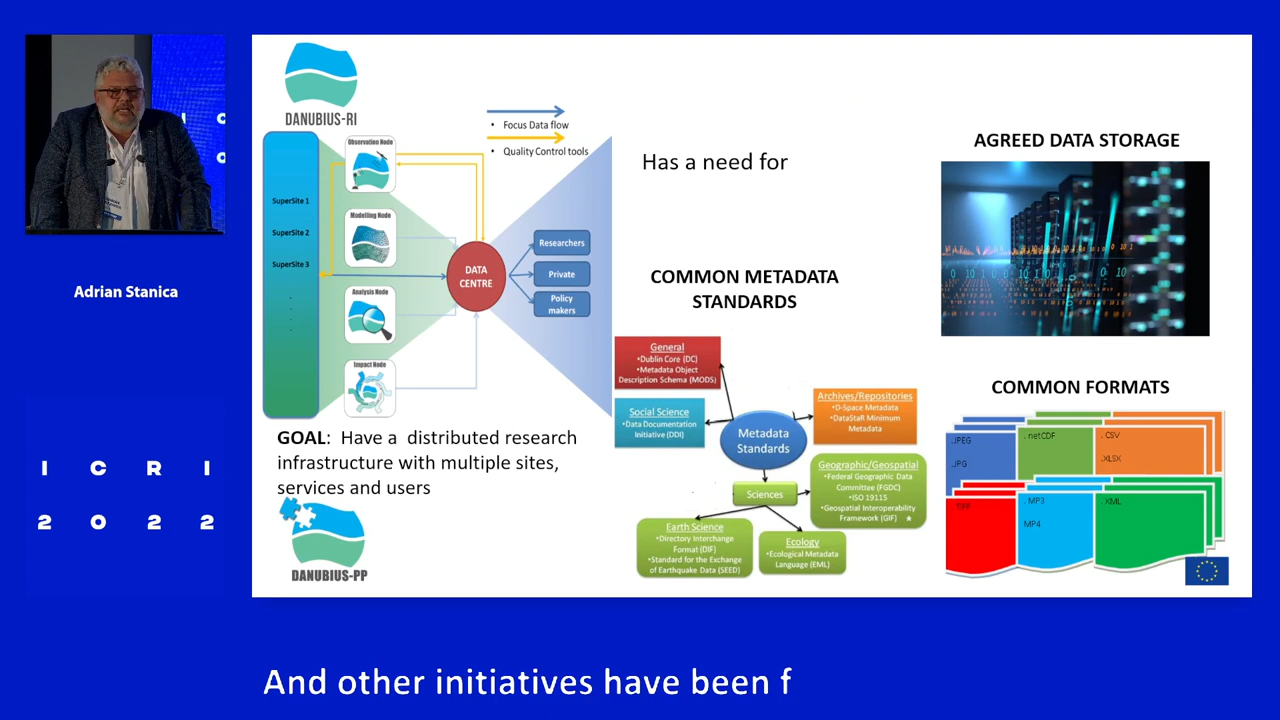 Adrian Stanica
I C R I
2 0 2 2
DANUBIUS-RI
• Focus Data flow
• Quality Control tools
SuperSite 1
SuperSite 2
SuperSite 3
Observation Node
Modelling Node
Analysis Node
Impact Node
DATA
CENTRE
Researchers
Private
Policy
makers
GOAL: Have a distributed research
infrastructure with multiple sites,
services and users
DANUBIUS-PP
Has a need for
COMMON METADATA
STANDARDS
General
•Dublin Core (DC)
•Metadata Object
Description Schema (MODS)
Social Science
•Data Documentation
Initiative (DDI)
Metadata
Standards
Archives/Repositories
•D-Space Metadata
•DataStaR Minimum
Metadata
Sciences
Geographic/Geospatial
•Federal Geographic Data
Committee (FGDC)
•ISO 19115
•Geospatial Interoperability
Framework (GIF) *
Earth Science
•Directory Interchange
Format (DIF)
•Standard for the Exchange
of Earthquake Data (SEED)
Ecology
•Ecological Metadata
Language (EML)
AGREED DATA STORAGE
COMMON FORMATS
.JPEG
.JPG
. netCDF
. CSV
.XLSX
. TIFF
. MP3
MP4
. XML
And other initiatives have been f